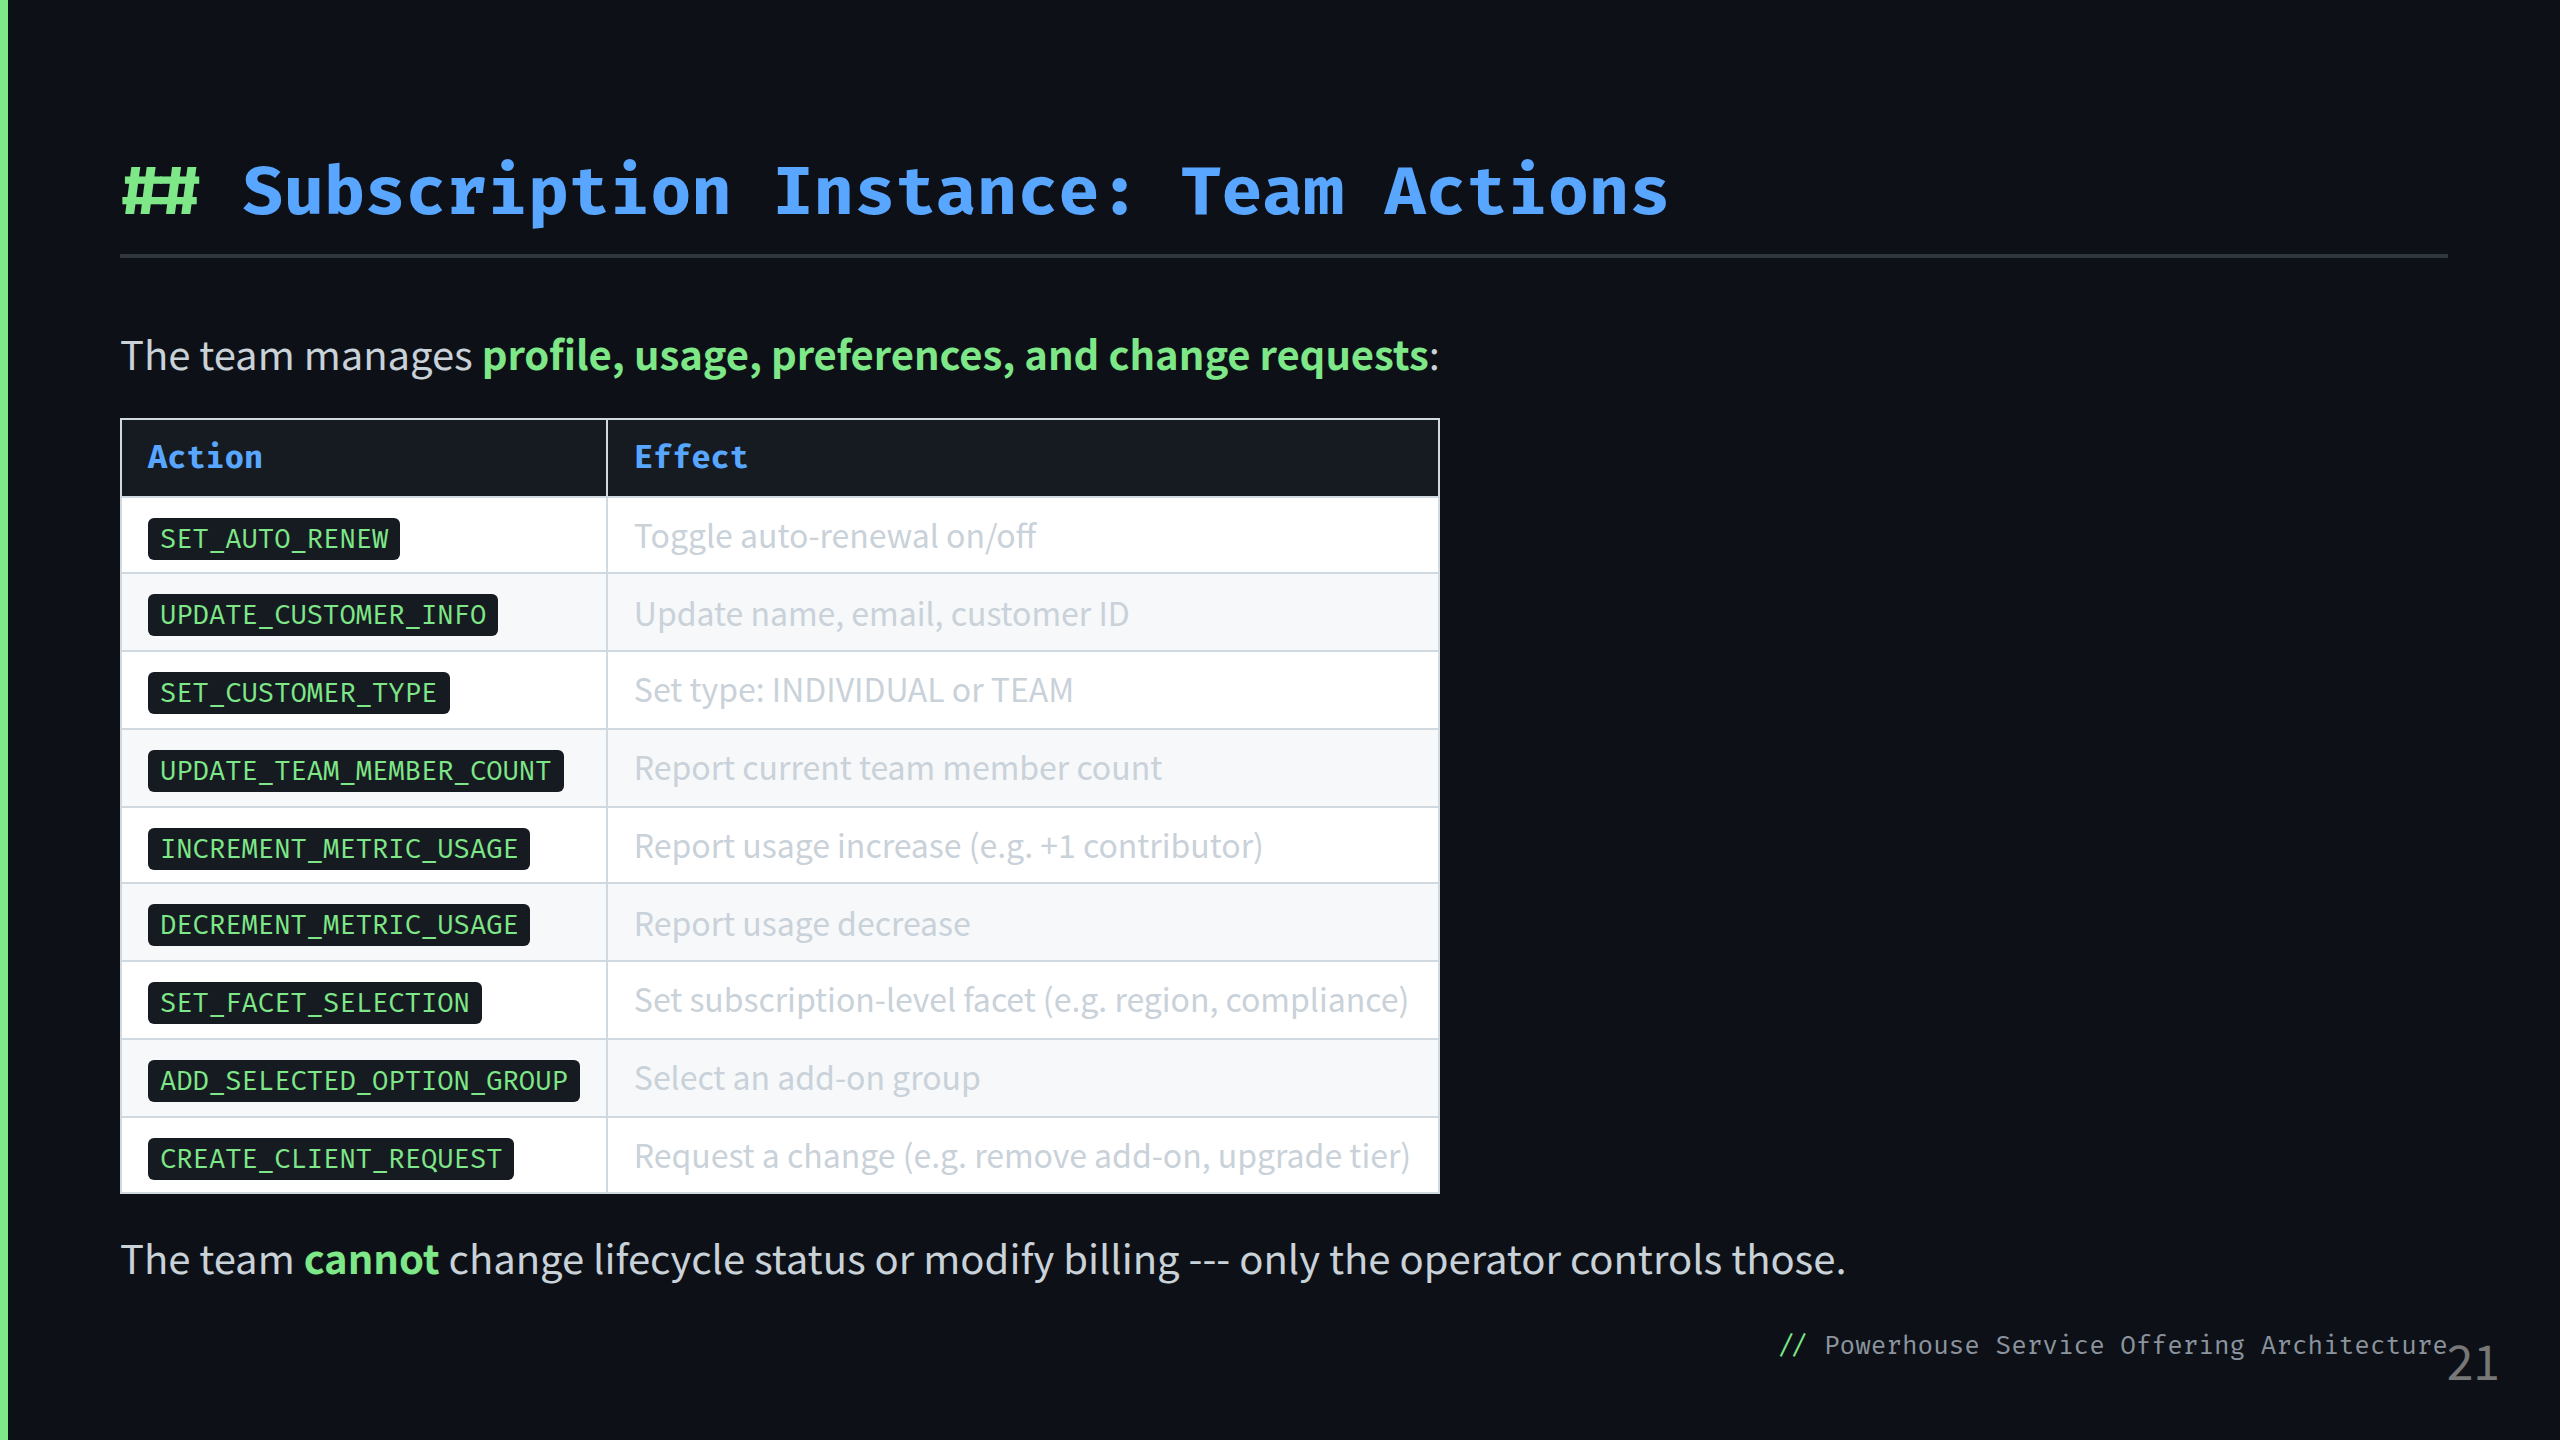 ## Subscription Instance: Team Actions
The team manages profile, usage, preferences, and change requests:
Action Effect
SET_AUTO_RENEW Toggle auto-renewal on/off
UPDATE_CUSTOMER_INFO Update name, email, customer ID
SET_CUSTOMER_TYPE Set type: INDIVIDUAL or TEAM
UPDATE_TEAM_MEMBER_COUNT Report current team member count
INCREMENT_METRIC_USAGE Report usage increase (e.g. +1 contributor)
DECREMENT_METRIC_USAGE Report usage decrease
SET_FACET_SELECTION Set subscription-level facet (e.g. region, compliance)
ADD_SELECTED_OPTION_GROUP Select an add-on group
CREATE_CLIENT_REQUEST Request a change (e.g. remove add-on, upgrade tier)
The team cannot change lifecycle status or modify billing --- only the operator controls those.
// Powerhouse Service Offering Architecture
21